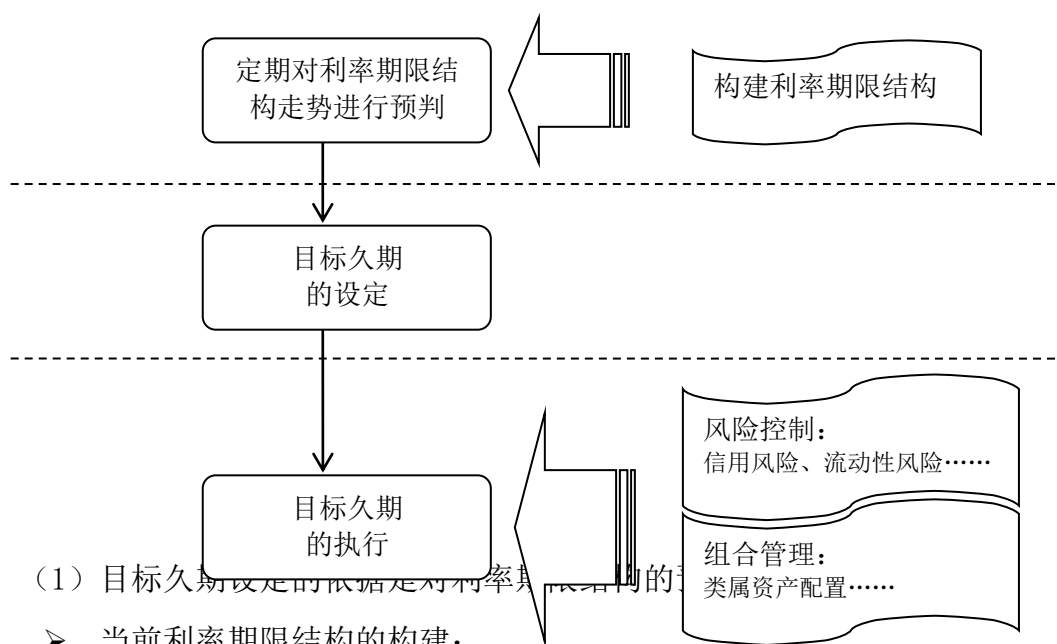 定期对利率期限结
构走势进行预判
构建利率期限结构
目标久期
的设定
风险控制：
信用风险、流动性风险……
目标久期
的执行
组合管理：
类属资产配置……
（1）目标久期设定的依据是对利率期限结构的
➢ 当前利率期限结构的构建；